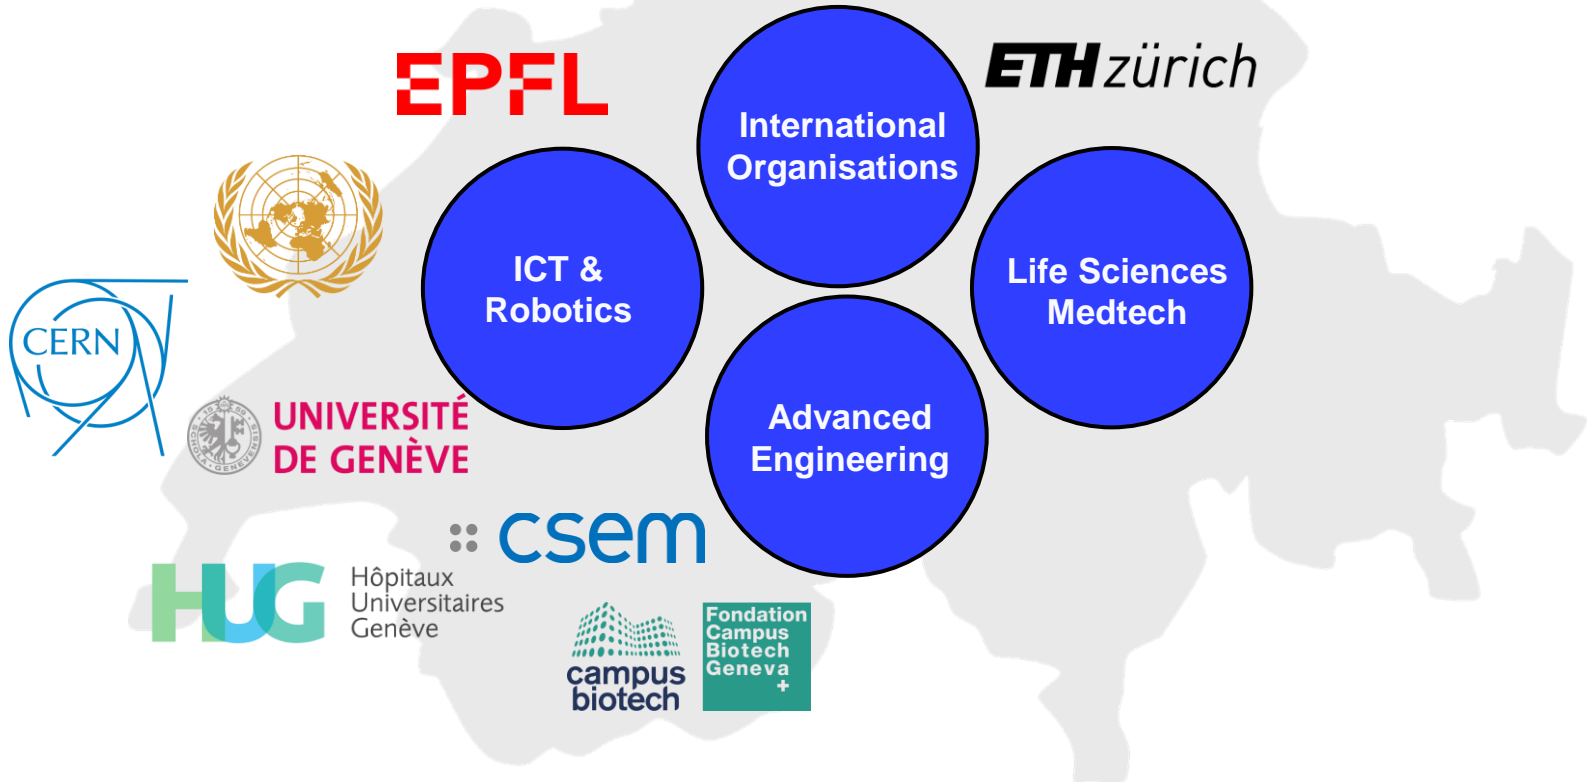 EPFL
International
Organisations
ETH zürich
ICT &
Robotics
Life Sciences
Medtech
CERN
UNIVERSITÉ
DE GENÈVE
Advanced
Engineering
csem
HUG
Hôpitaux
Universitaires
Genève
campus
biotech
Fondation
Campus
Biotech
Geneva
+